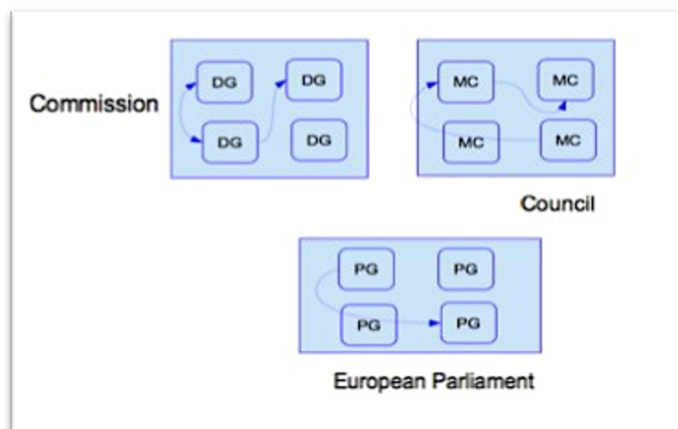 Commission
DG DG
DG DG
MC MC
MC MC
Council
PG PG
PG PG
European Parliament